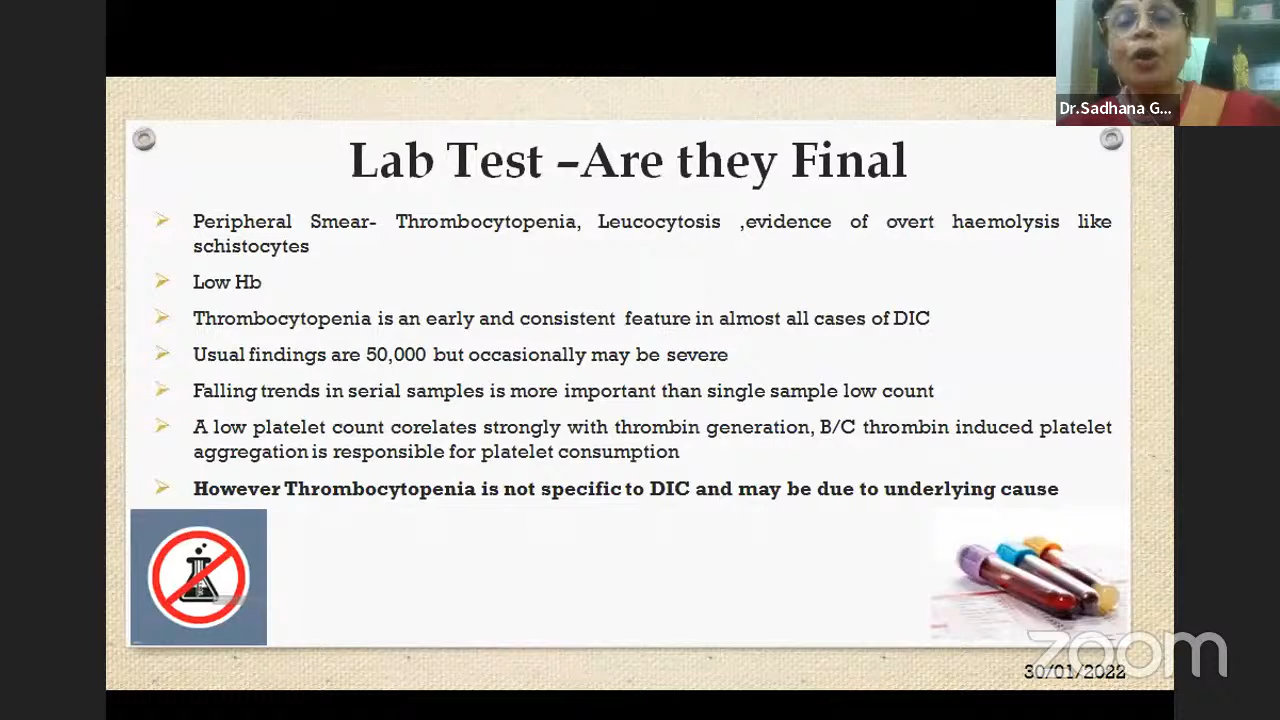 Dr.Sadhana G...
Lab Test –Are they Final
Peripheral Smear- Thrombocytopenia, Leucocytosis ,evidence of overt haemolysis like
schistocytes
Low Hb
Thrombocytopenia is an early and consistent feature in almost all cases of DIC
Usual findings are 50,000 but occasionally may be severe
Falling trends in serial samples is more important than single sample low count
A low platelet count corelates strongly with thrombin generation, B/C thrombin induced platelet
aggregation is responsible for platelet consumption
However Thrombocytopenia is not specific to DIC and may be due to underlying cause
zoom
30/01/2022